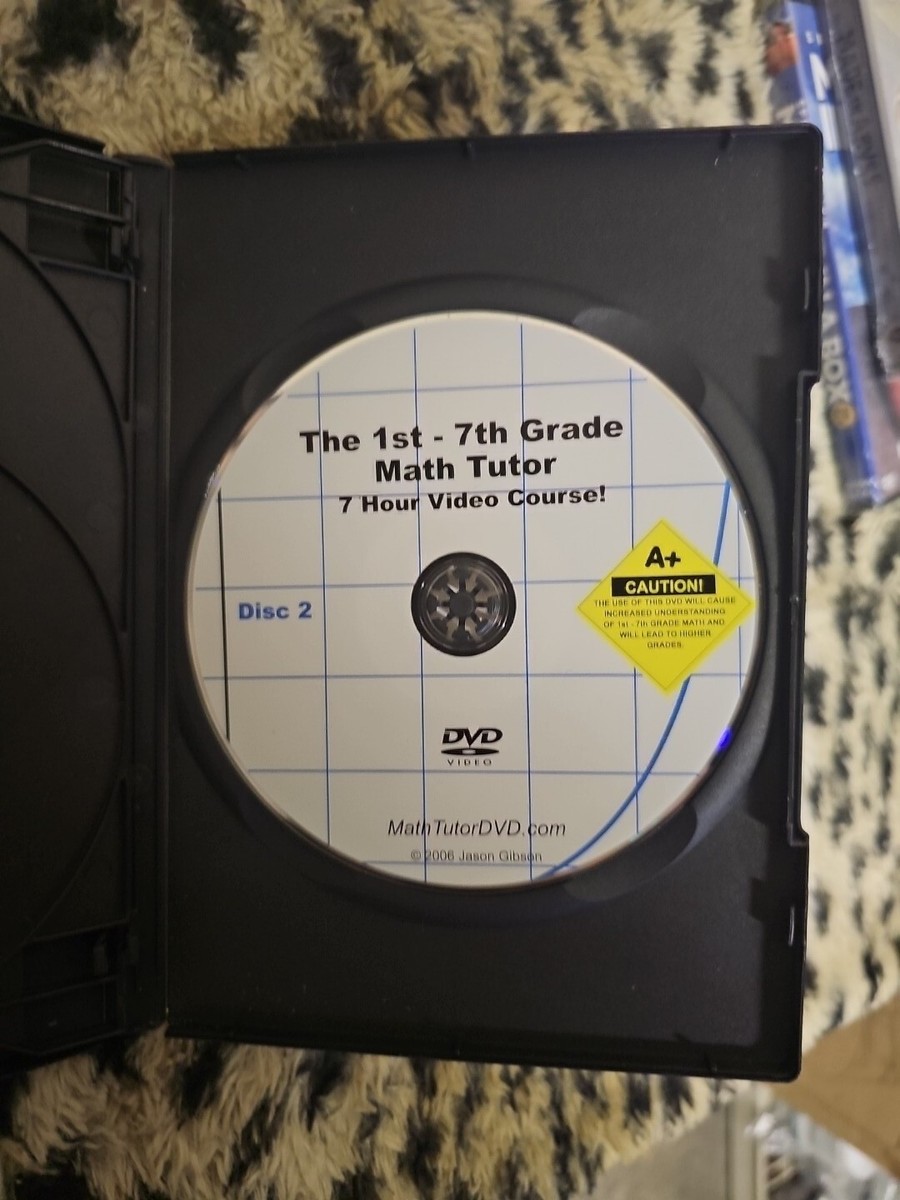 The 1st - 7th Grade
Math Tutor
7 Hour Video Course!
A+
CAUTION!
THE USE OF THIS DVD WILL CAUSE
INCREASED UNDERSTANDING
OF 1st - 7th GRADE MATH AND
WILL LEAD TO HIGHER
GRADES.
Disc 2
DVD
VIDEO
MathTutorDVD.com
© 2006 Jason Gibson
BOX